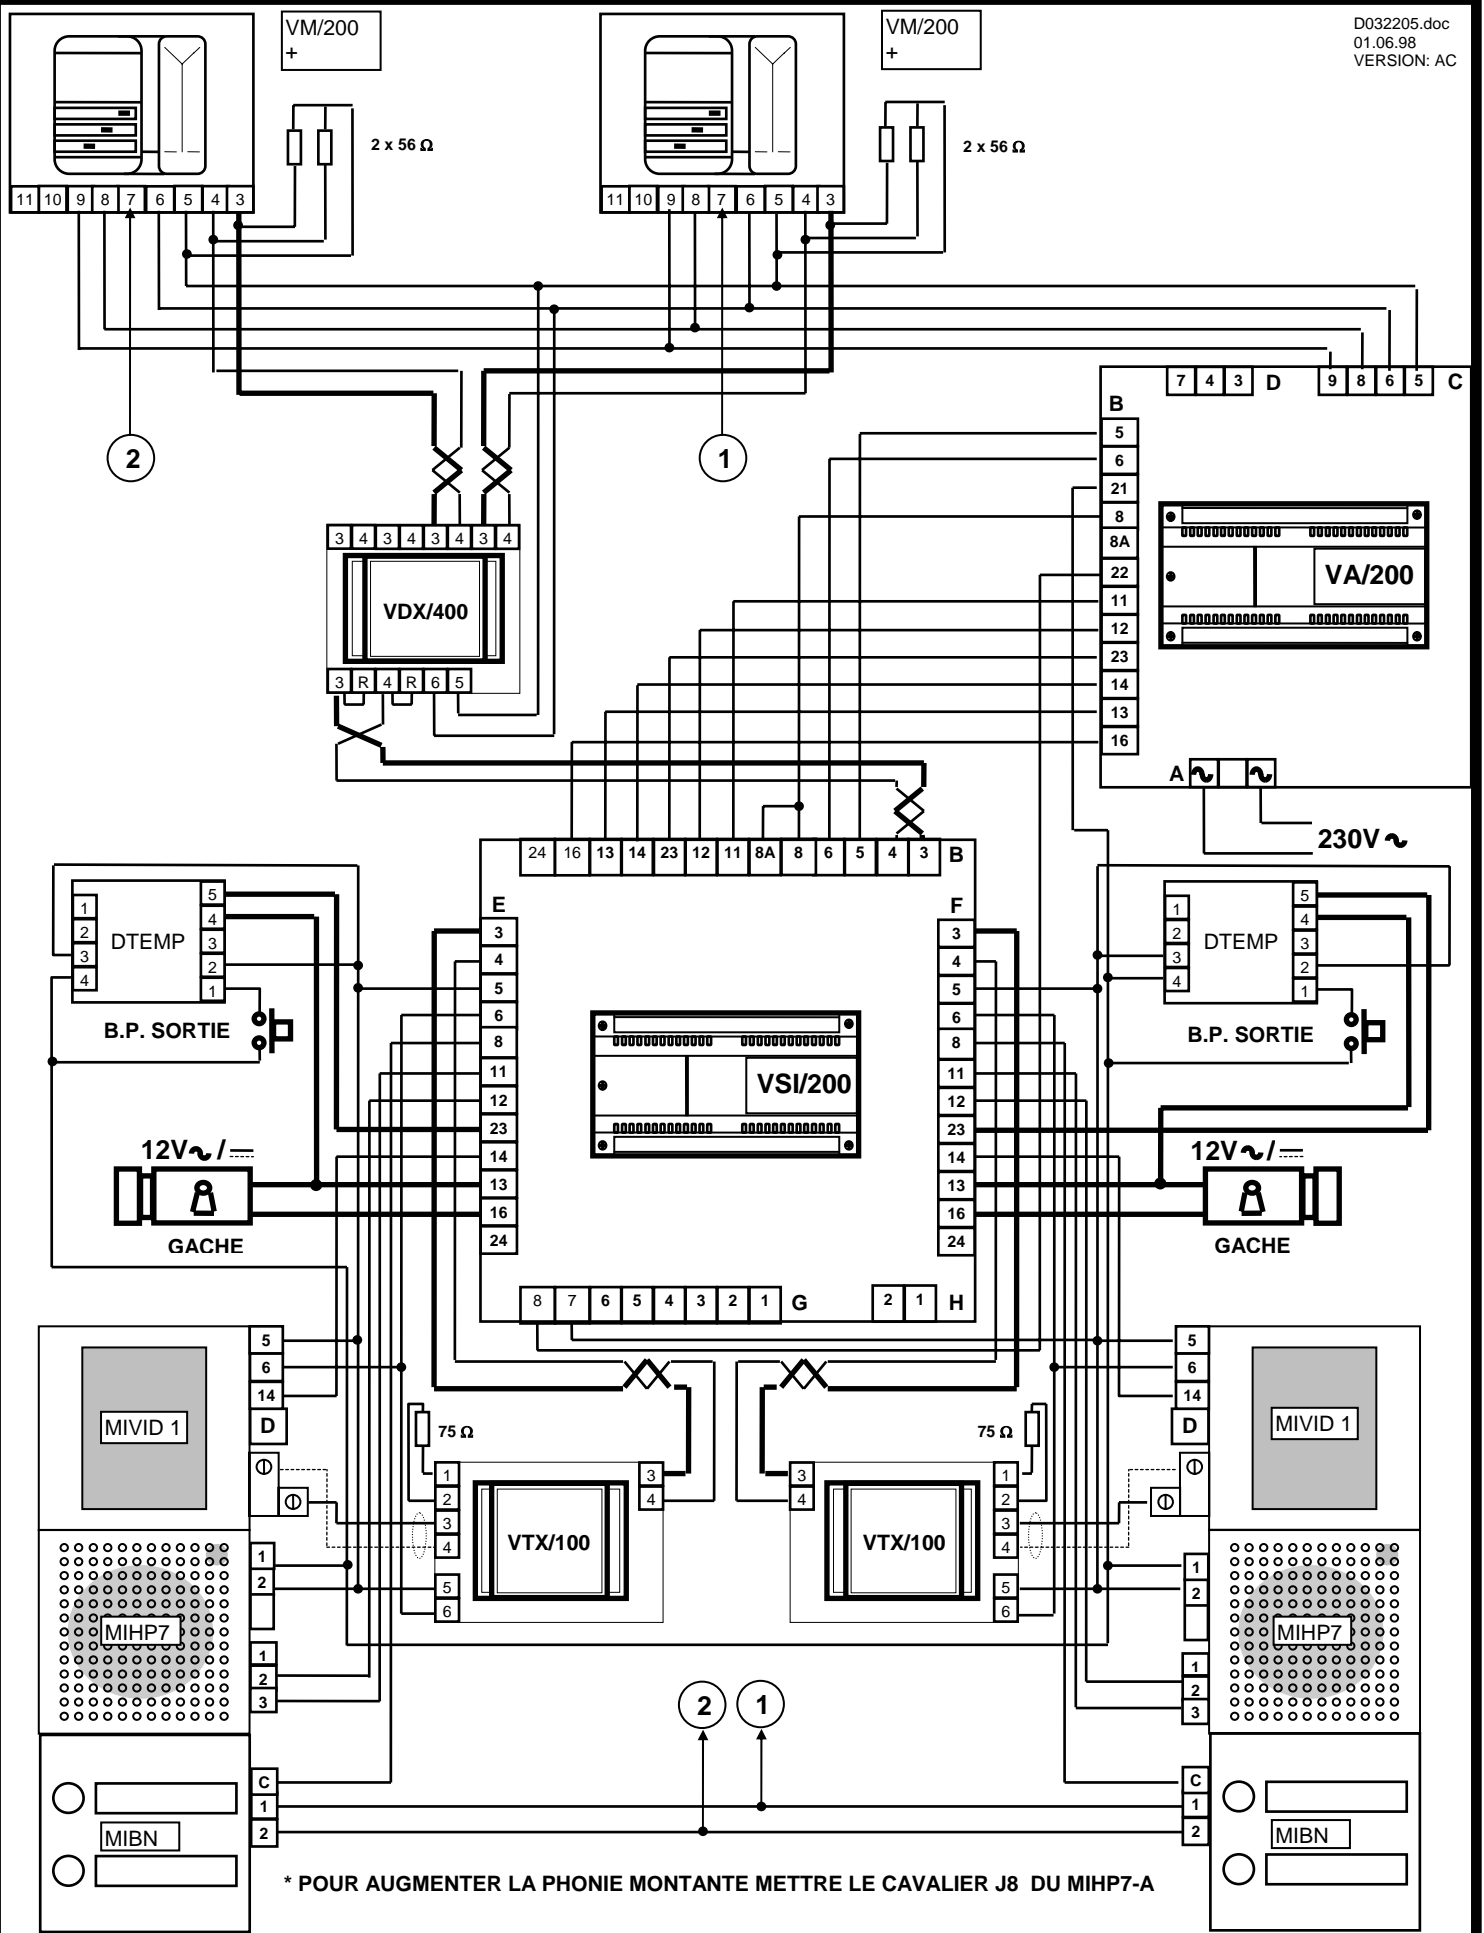 D032205.doc
01.06.98
VERSION: AC
VM/200
+
VM/200
+
2 x 56 Ω
2 x 56 Ω
11 10 9 8 7 6 5 4 3
11 10 9 8 7 6 5 4 3
7 4 3 D 9 8 6 5 C
B
5
6
21
8
8A
22
11
12
23
14
13
16
VA/200
A
230V
2
1
3 4 3 4 3 4 3 4
VDX/400
3 R 4 R 6 5
24 16 13 14 23 12 11 8A 8 6 5 4 3 B
E
3
4
5
6
8
11
12
23
14
13
16
24
F
3
4
5
6
8
11
12
23
14
13
16
24
VSI/200
8 7 6 5 4 3 2 1 G
2 1 H
1
2
3
4
DTEMP
5
4
3
2
1
B.P. SORTIE
1
2
3
4
DTEMP
5
4
3
2
1
B.P. SORTIE
12V /
GACHE
12V /
GACHE
5
6
14
D
MIVID 1
5
6
14
D
MIVID 1
75 Ω
1
2
3
4
5
6
3
4
VTX/100
75 Ω
3
4
1
2
3
4
5
6
VTX/100
1
2
1
2
3
MIHP7
1
2
1
2
3
MIHP7
2
1
C
1
2
MIBN
C
1
2
MIBN
* POUR AUGMENTER LA PHONIE MONTANTE METTRE LE CAVALIER J8 DU MIHP7-A